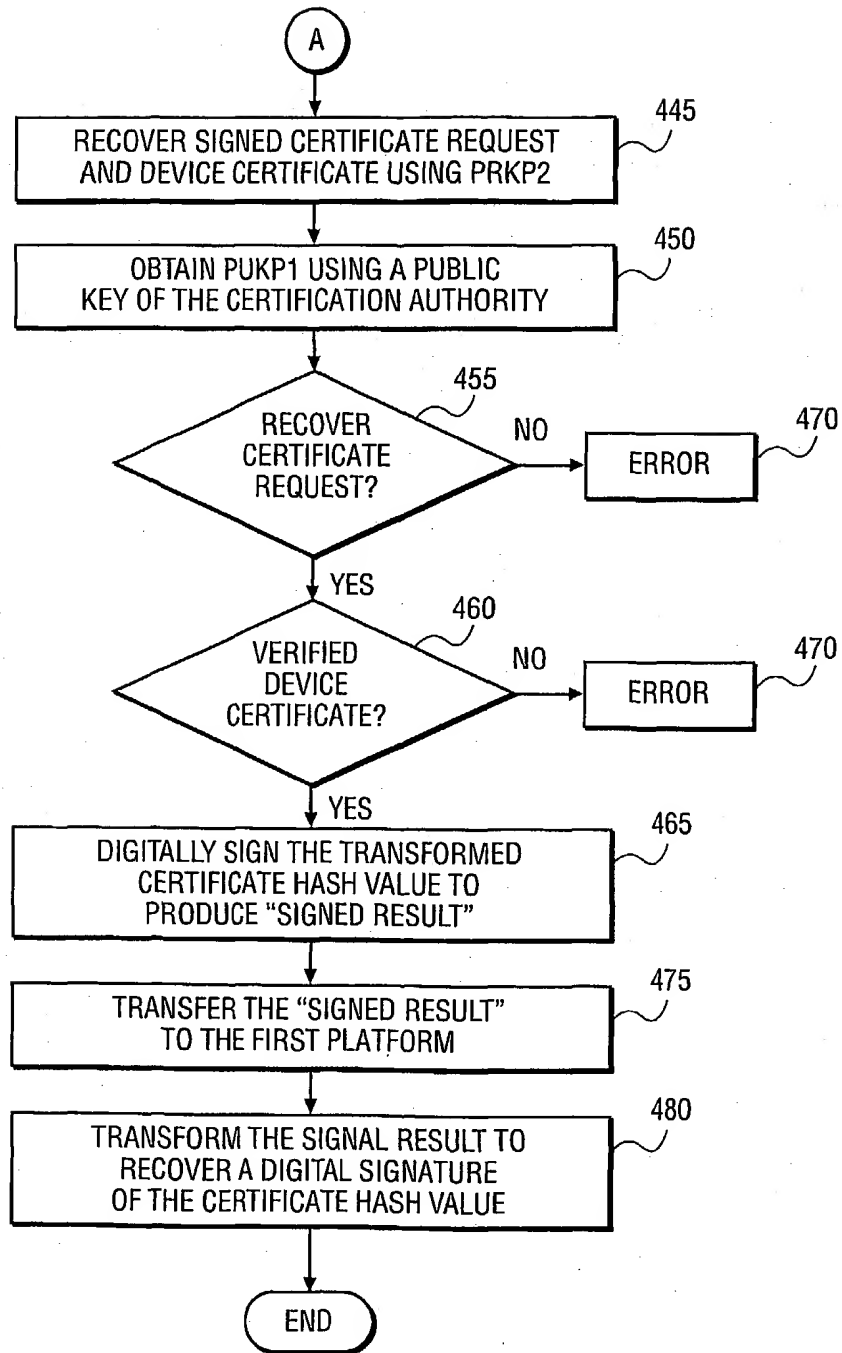 A
445
RECOVER SIGNED CERTIFICATE REQUEST
AND DEVICE CERTIFICATE USING PRKP2
450
OBTAIN PUKP1 USING A PUBLIC
KEY OF THE CERTIFICATION AUTHORITY
455
RECOVER
CERTIFICATE
REQUEST?
NO
470
ERROR
YES
460
VERIFIED
DEVICE
CERTIFICATE?
NO
470
ERROR
YES
465
DIGITALLY SIGN THE TRANSFORMED
CERTIFICATE HASH VALUE TO
PRODUCE “SIGNED RESULT”
475
TRANSFER THE “SIGNED RESULT”
TO THE FIRST PLATFORM
480
TRANSFORM THE SIGNAL RESULT TO
RECOVER A DIGITAL SIGNATURE
OF THE CERTIFICATE HASH VALUE
END